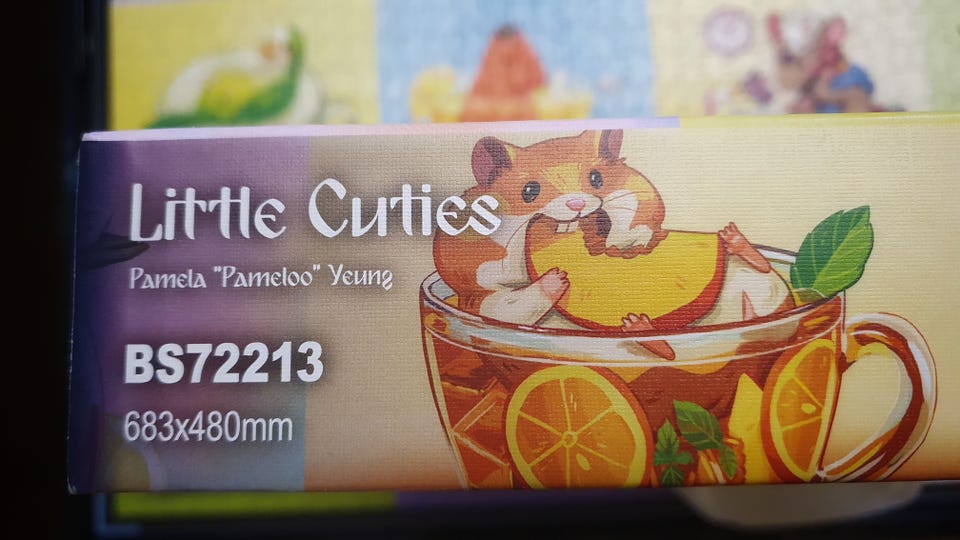 Little Cuties
Pamela "Pameloo" Yeung
BS72213
683x480mm